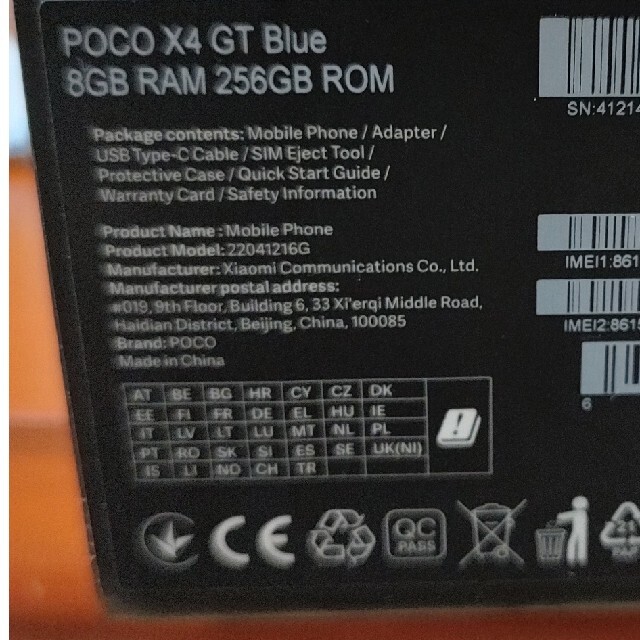 POCO X4 GT Blue
8GB RAM 256GB ROM
Package contents: Mobile Phone / Adapter /
USB Type-C Cable / SIM Eject Tool /
Protective Case / Quick Start Guide /
Warranty Card / Safety Information
Product Name : Mobile Phone
Product Model: 22041216G
Manufacturer: Xiaomi Communications Co., Ltd.
Manufacturer postal address:
#019, 9th Floor, Building 6, 33 Xi'erqi Middle Road,
Haidian District, Beijing, China, 100085
Brand: POCO
Made in China
SN:41214
IMEI1:861
IMEI2:8615
6
AT BE BG HR CY CZ DK
EE FI FR DE EL HU IE
IT LV LT LU MT NL PL
PT RO SK SI ES SE UK(NI)
IS LI NO CH TR
CE
QC
PASS
21
PAP